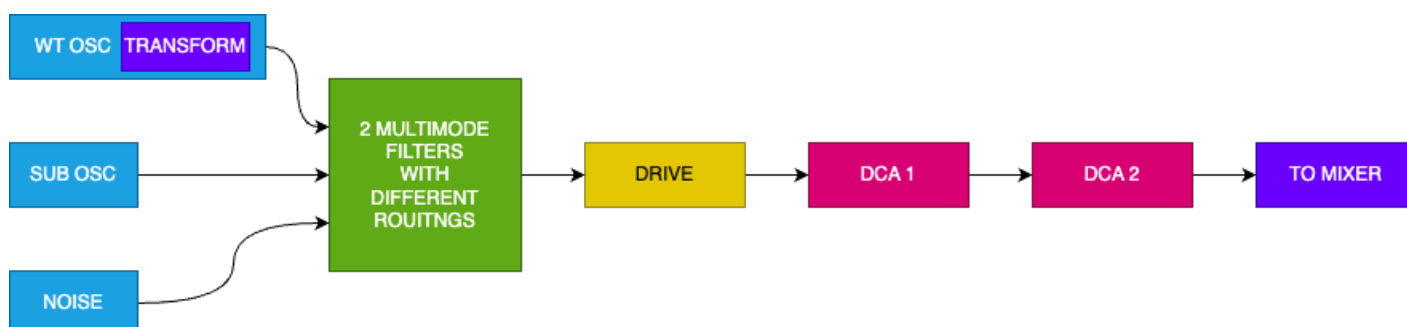 WT OSC TRANSFORM
SUB OSC
NOISE
2 MULTIMODE
FILTERS
WITH
DIFFERENT
ROUITNGS
DRIVE
DCA 1
DCA 2
TO MIXER